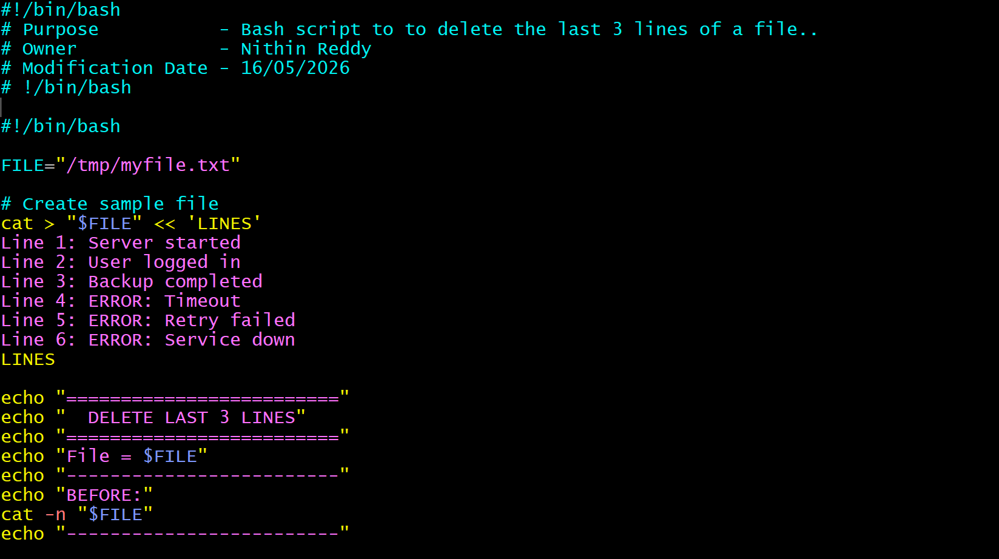 #!/bin/bash
# Purpose           - Bash script to to delete the last 3 lines of a file..
# Owner             - Nithin Reddy
# Modification Date - 16/05/2026
# !/bin/bash
#!/bin/bash
FILE="/tmp/myfile.txt"
# Create sample file
cat > "$FILE" << 'LINES'
Line 1: Server started
Line 2: User logged in
Line 3: Backup completed
Line 4: ERROR: Timeout
Line 5: ERROR: Retry failed
Line 6: ERROR: Service down
LINES
echo "========================="
echo "  DELETE LAST 3 LINES"
echo "========================="
echo "File = $FILE"
echo "-------------------------"
echo "BEFORE:"
cat -n "$FILE"
echo "-------------------------"